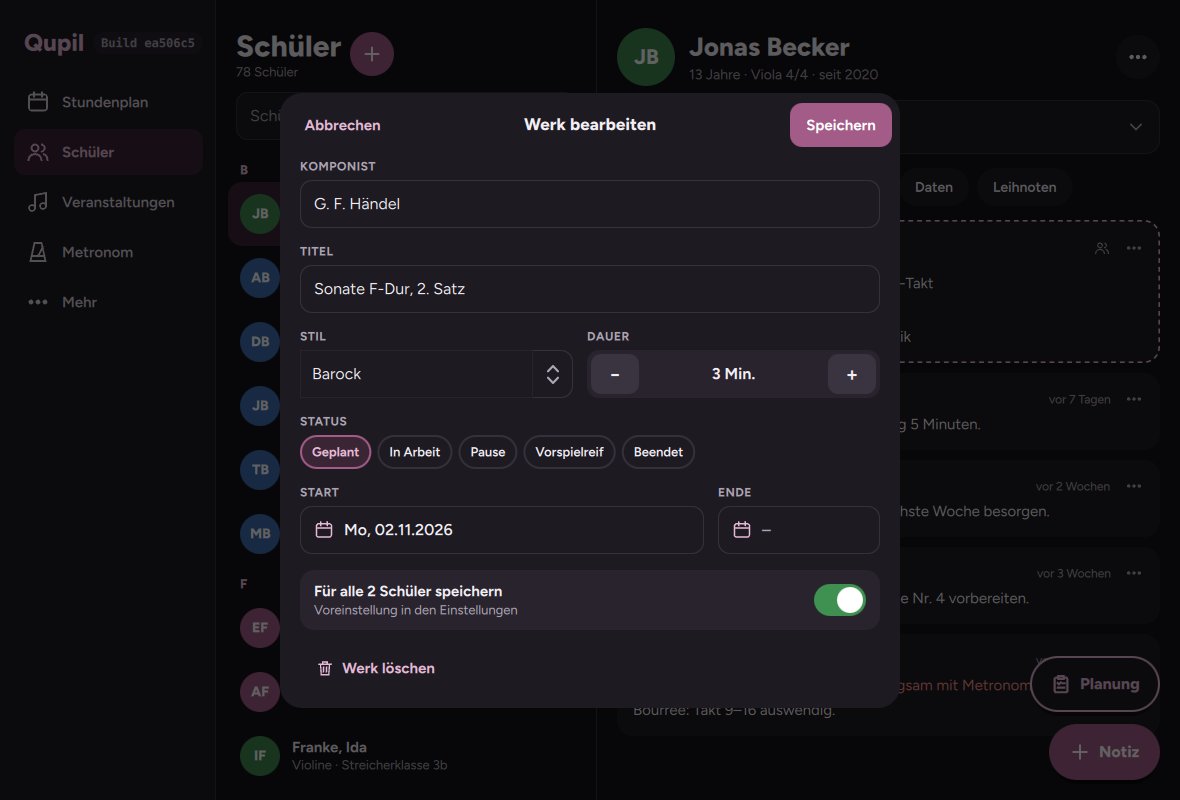 Qupil
Build ea506c5
Stundenplan
Schüler
Veranstaltungen
Metronom
Mehr
Schüler
78 Schüler
B
JB
AB
DB
JB
TB
MB
F
EF
AF
IF
Franke, Ida
Violine · Streicherklasse 3b
JB
Jonas Becker
13 Jahre · Viola 4/4 · seit 2020
Daten
Leihnoten
-Takt
vor 7 Tagen
5 Minuten.
vor 2 Wochen
Woche besorgen.
vor 3 Wochen
Nr. 4 vorbereiten.
mit Metronom
Bourrée: Takt 9–16 auswendig.
Planung
Notiz
Abbrechen
Werk bearbeiten
Speichern
KOMPONIST
G. F. Händel
TITEL
Sonate F-Dur, 2. Satz
STIL
DAUER
Barock
–
3 Min.
+
STATUS
Geplant
In Arbeit
Pause
Vorspielreif
Beendet
START
ENDE
Mo, 02.11.2026
–
Für alle 2 Schüler speichern
Voreinstellung in den Einstellungen
Werk löschen